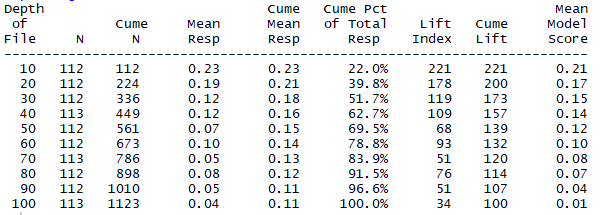 Depth Cume Cume Pct Mean
of Cume Mean Mean of Total Lift Cume Model
File N N Resp Resp Resp Index Lift Score
10 112 112 0.23 0.23 22.0% 221 221 0.21
20 112 224 0.19 0.21 39.8% 178 200 0.17
30 112 336 0.12 0.18 51.7% 119 173 0.15
40 113 449 0.12 0.16 62.7% 109 157 0.14
50 112 561 0.07 0.15 69.5% 68 139 0.12
60 112 673 0.10 0.14 78.8% 93 132 0.10
70 113 786 0.05 0.13 83.9% 51 120 0.08
80 112 898 0.08 0.12 91.5% 76 114 0.07
90 112 1010 0.05 0.11 96.6% 51 107 0.04
100 113 1123 0.04 0.11 100.0% 34 100 0.01